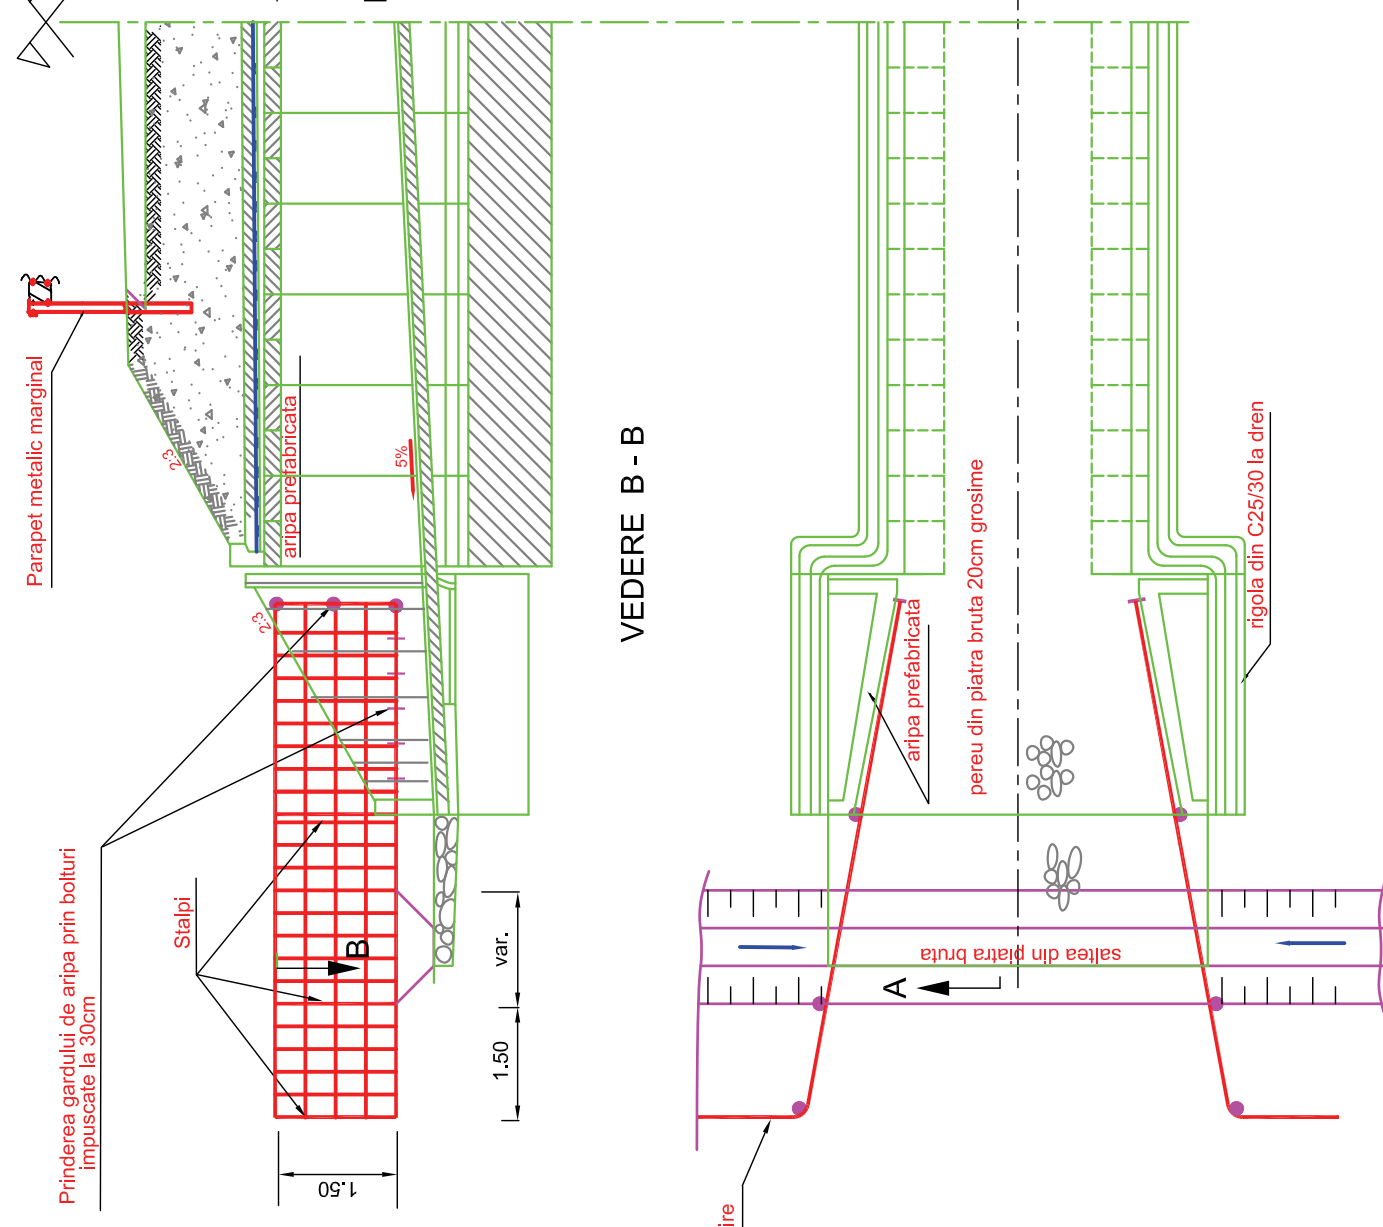 Parapet metalic marginal
2:3
aripa prefabricata
5%
2:3
Prinderea gardului de aripa prin bolturi
impuscate la 30cm
Stalpi
B
var.
1.50
1.50
VEDERE B - B
aripa prefabricata
pereu din piatra bruta 20cm grosime
rigola din C25/30 la dren
saltea din piatra bruta
A